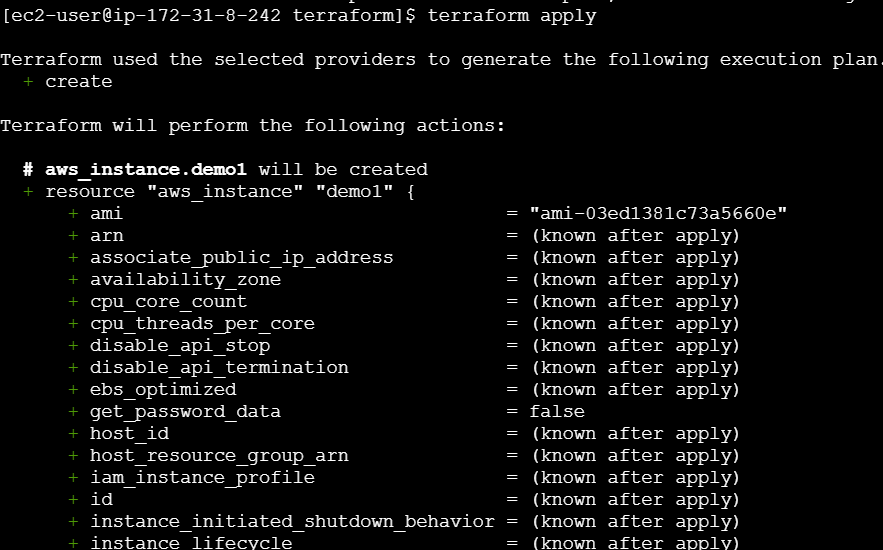 [ec2-user@ip-172-31-8-242 terraform]$ terraform apply
Terraform used the selected providers to generate the following execution plan.
+ create
Terraform will perform the following actions:
# aws_instance.demo1 will be created
+ resource "aws_instance" "demo1" {
+ ami = "ami-03ed1381c73a5660e"
+ arn = (known after apply)
+ associate_public_ip_address = (known after apply)
+ availability_zone = (known after apply)
+ cpu_core_count = (known after apply)
+ cpu_threads_per_core = (known after apply)
+ disable_api_stop = (known after apply)
+ disable_api_termination = (known after apply)
+ ebs_optimized = (known after apply)
+ get_password_data = false
+ host_id = (known after apply)
+ host_resource_group_arn = (known after apply)
+ iam_instance_profile = (known after apply)
+ id = (known after apply)
+ instance_initiated_shutdown_behavior = (known after apply)
+ instance_lifecycle = (known after apply)